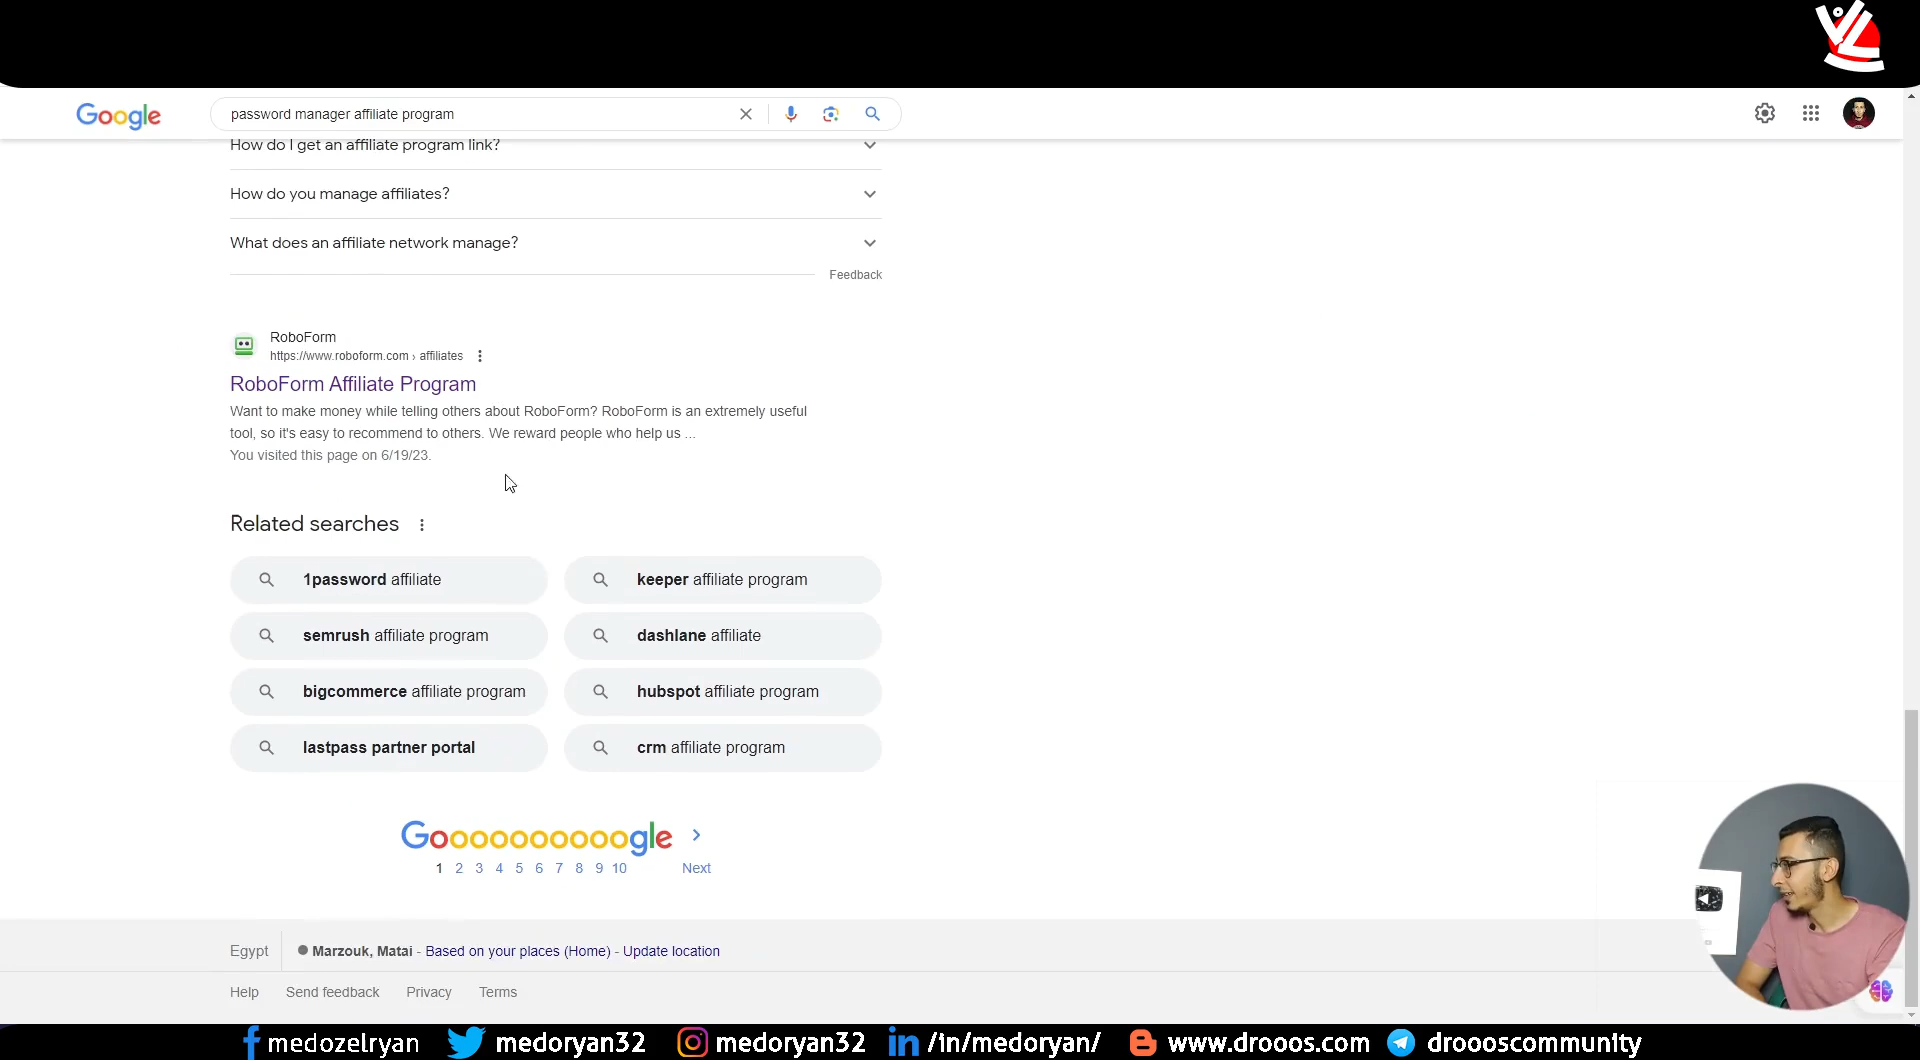 Google
password manager affiliate program
How do I get an affiliate program link?
How do you manage affiliates?
What does an affiliate network manage?
Feedback
RoboForm
https://www.roboform.com › affiliates
RoboForm Affiliate Program
Want to make money while telling others about RoboForm? RoboForm is an extremely useful
tool, so it's easy to recommend to others. We reward people who help us ...
You visited this page on 6/19/23.
Related searches
1password affiliate
keeper affiliate program
semrush affiliate program
dashlane affiliate
bigcommerce affiliate program
hubspot affiliate program
lastpass partner portal
crm affiliate program
Goooooooooogle
1 2 3 4 5 6 7 8 9 10 Next
Egypt
Marzouk, Matai - Based on your places (Home) - Update location
Help Send feedback Privacy Terms
medozelryan medoryan32 medoryan32 /in/medoryan/ www.drooos.com droooscommunity